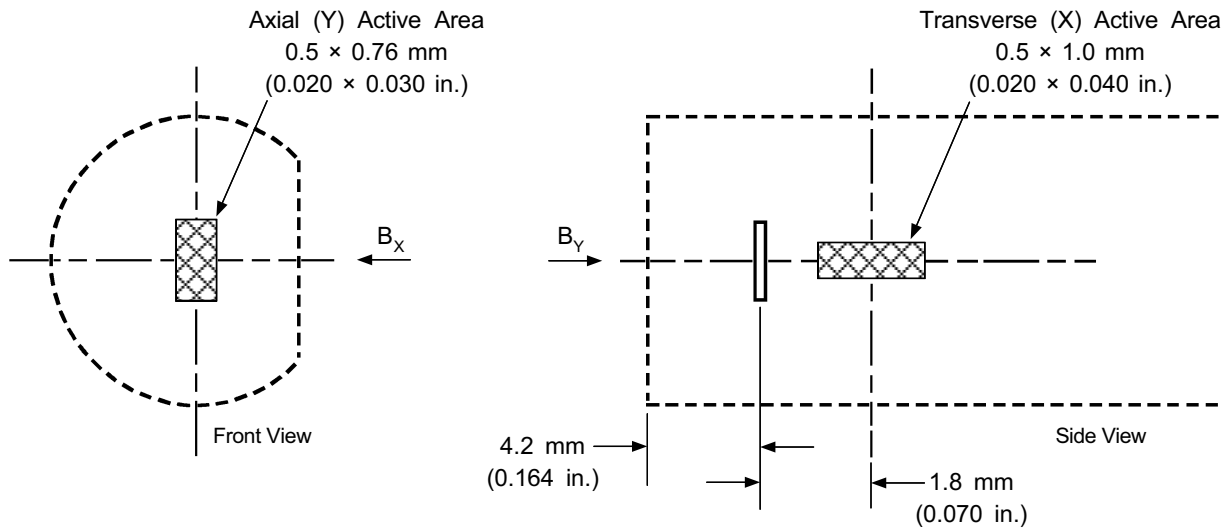 Axial (Y) Active Area
0.5 × 0.76 mm
(0.020 × 0.030 in.)
Transverse (X) Active Area
0.5 × 1.0 mm
(0.020 × 0.040 in.)
BX
BY
Front View
Side View
4.2 mm
(0.164 in.)
1.8 mm
(0.070 in.)